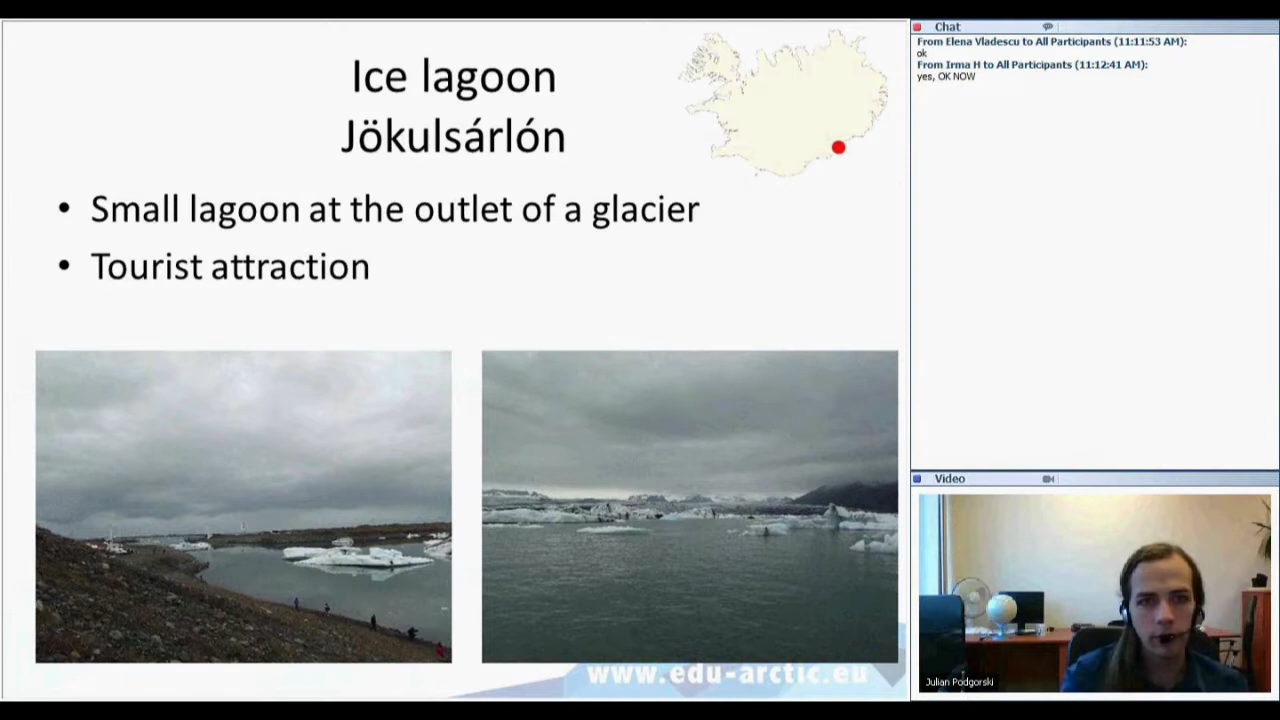 Ice lagoon
Jökulsárlón
• Small lagoon at the outlet of a glacier
• Tourist attraction
www.edu-arctic.eu
Chat
From Elena Vladescu to All Participants (11:11:53 AM):
ok
From Irma H to All Participants (11:12:41 AM):
yes, OK NOW
Video
Julian Podgorski